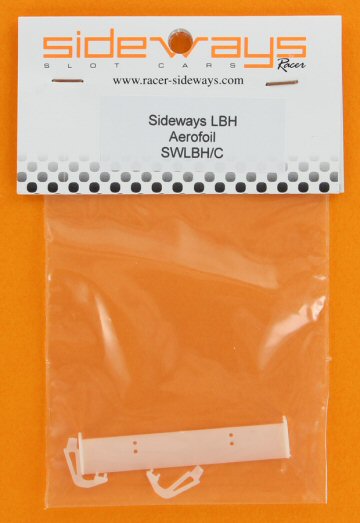 sideways
SLOT CARS Racer
www.racer-sideways.com
Sideways LBH
Aerofoil
SWLBH/C